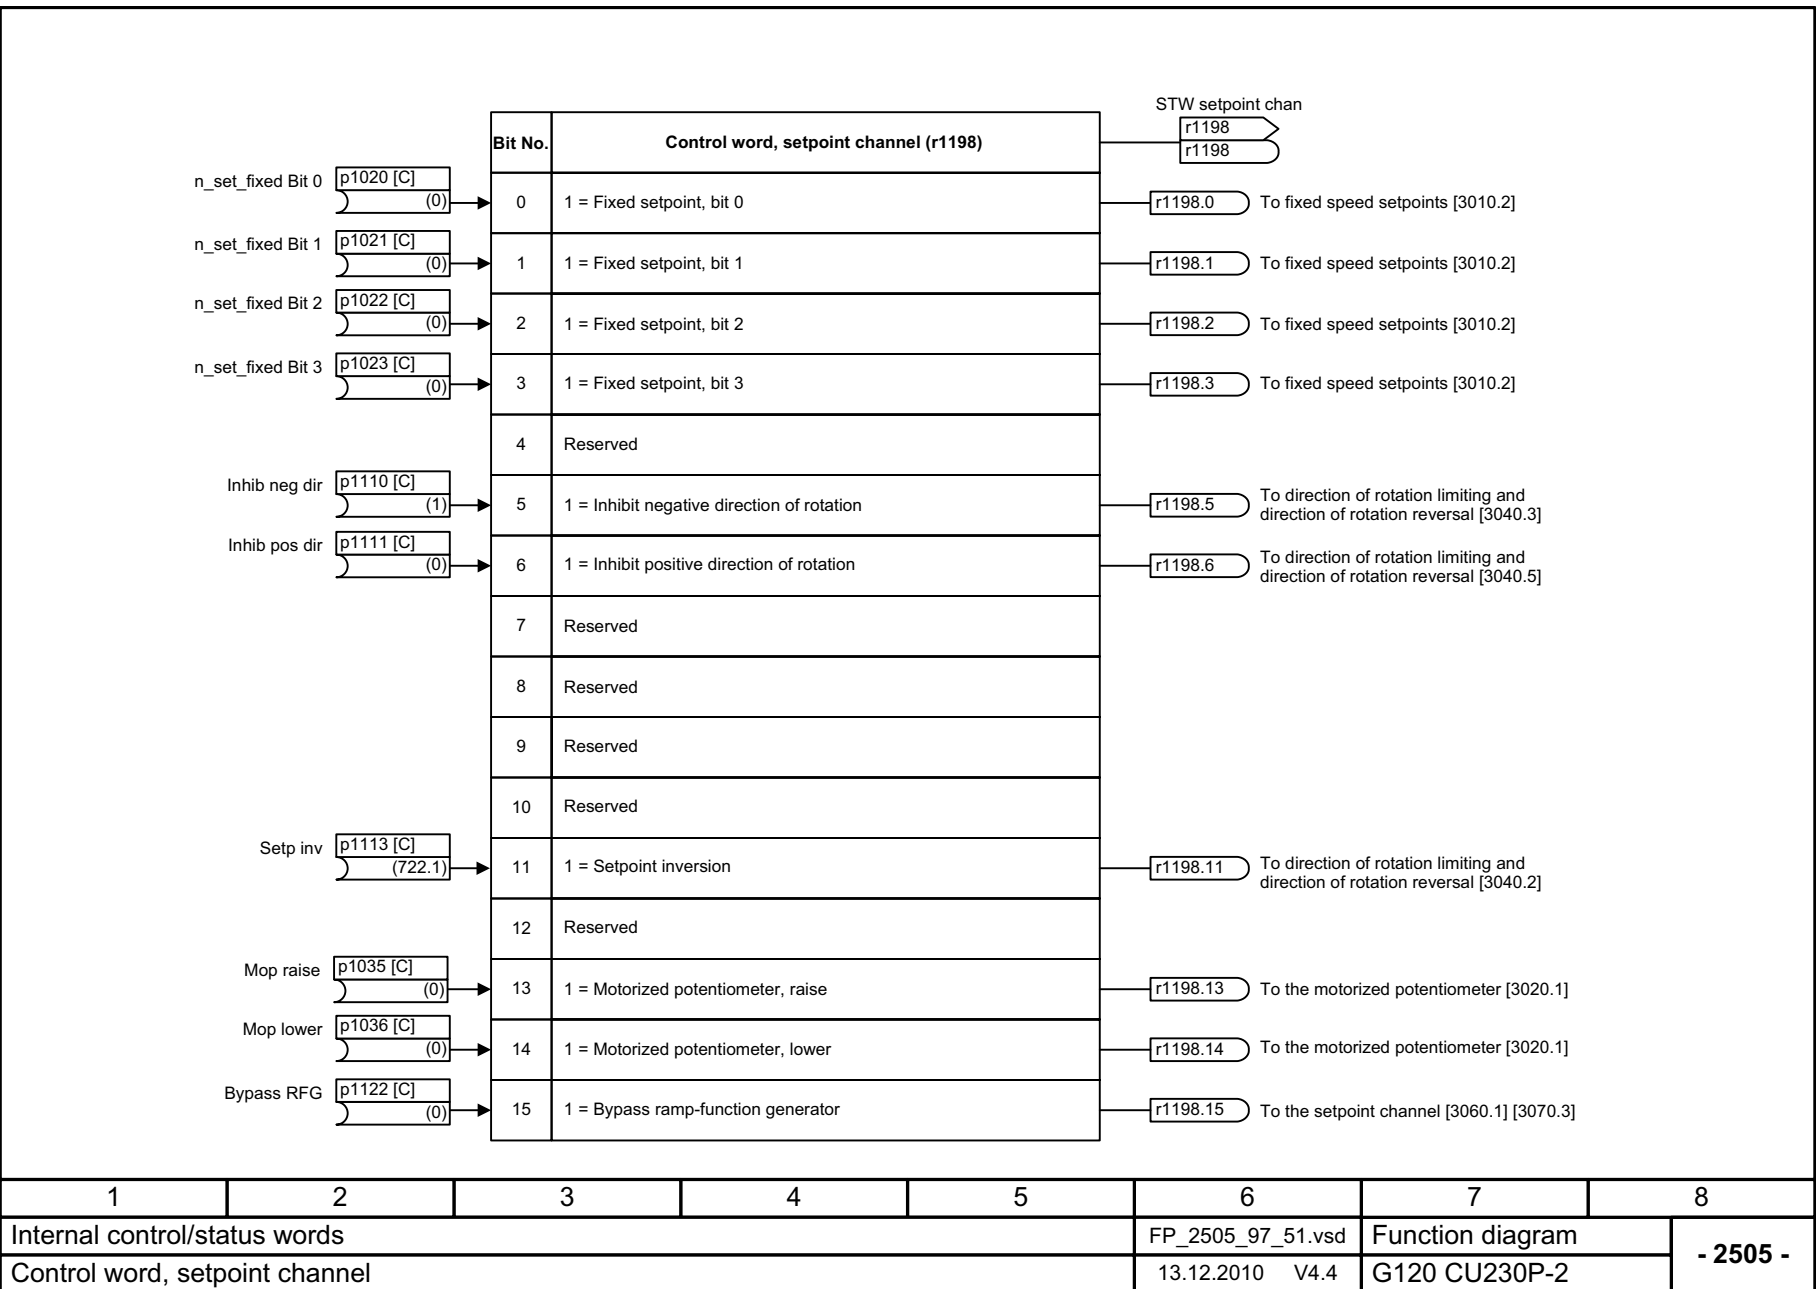 STW setpoint chan
r1198
r1198
Bit No. Control word, setpoint channel (r1198)
n_set_fixed Bit 0 p1020 [C]
(0) 0 1 = Fixed setpoint, bit 0 r1198.0 To fixed speed setpoints [3010.2]
n_set_fixed Bit 1 p1021 [C]
(0) 1 1 = Fixed setpoint, bit 1 r1198.1 To fixed speed setpoints [3010.2]
n_set_fixed Bit 2 p1022 [C]
(0) 2 1 = Fixed setpoint, bit 2 r1198.2 To fixed speed setpoints [3010.2]
n_set_fixed Bit 3 p1023 [C]
(0) 3 1 = Fixed setpoint, bit 3 r1198.3 To fixed speed setpoints [3010.2]
4 Reserved
Inhib neg dir p1110 [C]
(1) 5 1 = Inhibit negative direction of rotation r1198.5 To direction of rotation limiting and
direction of rotation reversal [3040.3]
Inhib pos dir p1111 [C]
(0) 6 1 = Inhibit positive direction of rotation r1198.6 To direction of rotation limiting and
direction of rotation reversal [3040.5]
7 Reserved
8 Reserved
9 Reserved
10 Reserved
Setp inv p1113 [C]
(722.1) 11 1 = Setpoint inversion r1198.11 To direction of rotation limiting and
direction of rotation reversal [3040.2]
12 Reserved
Mop raise p1035 [C]
(0) 13 1 = Motorized potentiometer, raise r1198.13 To the motorized potentiometer [3020.1]
Mop lower p1036 [C]
(0) 14 1 = Motorized potentiometer, lower r1198.14 To the motorized potentiometer [3020.1]
Bypass RFG p1122 [C]
(0) 15 1 = Bypass ramp-function generator r1198.15 To the setpoint channel [3060.1] [3070.3]
1 2 3 4 5 6 7 8
Internal control/status words FP_2505_97_51.vsd Function diagram
- 2505 -
Control word, setpoint channel 13.12.2010 V4.4 G120 CU230P-2